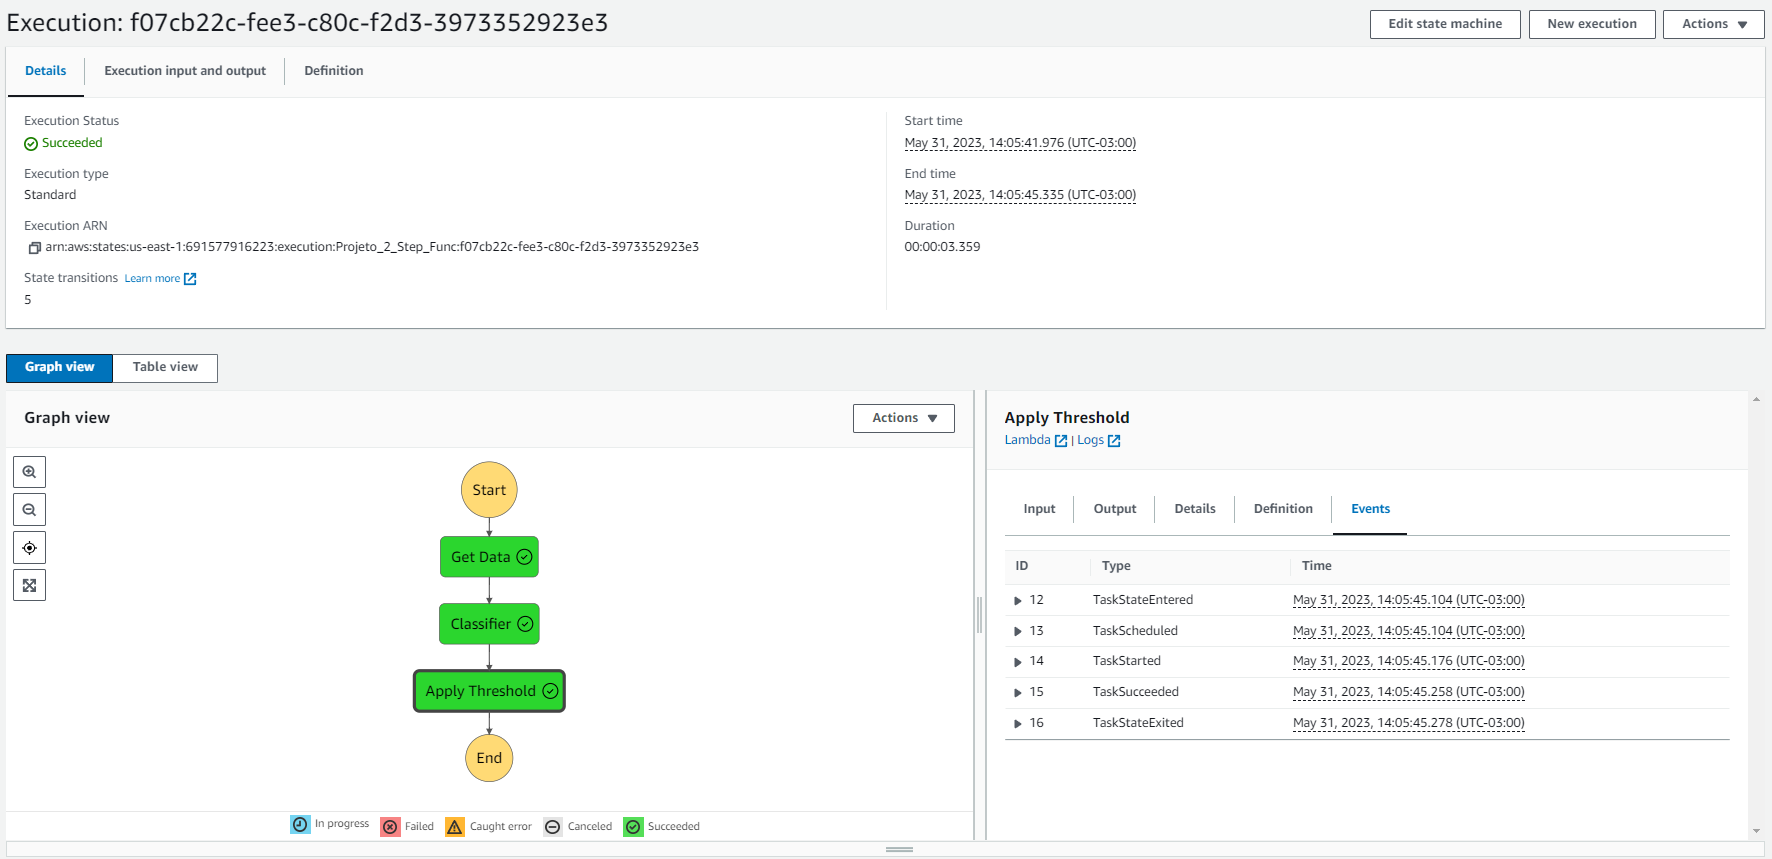 Execution: f07cb22c-fee3-c80c-f2d3-3973352923e3
Edit state machine
New execution
Actions
Details
Execution input and output
Definition
Execution Status
Succeeded
Execution type
Standard
Execution ARN
arn:aws:states:us-east-1:691577916223:execution:Projeto_2_Step_Func:f07cb22c-fee3-c80c-f2d3-3973352923e3
State transitions Learn more
5
Start time
May 31, 2023, 14:05:41.976 (UTC-03:00)
End time
May 31, 2023, 14:05:45.335 (UTC-03:00)
Duration
00:00:03.359
Graph view
Table view
Graph view
Actions
Start
Get Data
Classifier
Apply Threshold
End
In progress
Failed
Caught error
Canceled
Succeeded
Apply Threshold
Lambda | Logs
Input
Output
Details
Definition
Events
ID Type Time
12 TaskStateEntered May 31, 2023, 14:05:45.104 (UTC-03:00)
13 TaskScheduled May 31, 2023, 14:05:45.104 (UTC-03:00)
14 TaskStarted May 31, 2023, 14:05:45.176 (UTC-03:00)
15 TaskSucceeded May 31, 2023, 14:05:45.258 (UTC-03:00)
16 TaskStateExited May 31, 2023, 14:05:45.278 (UTC-03:00)